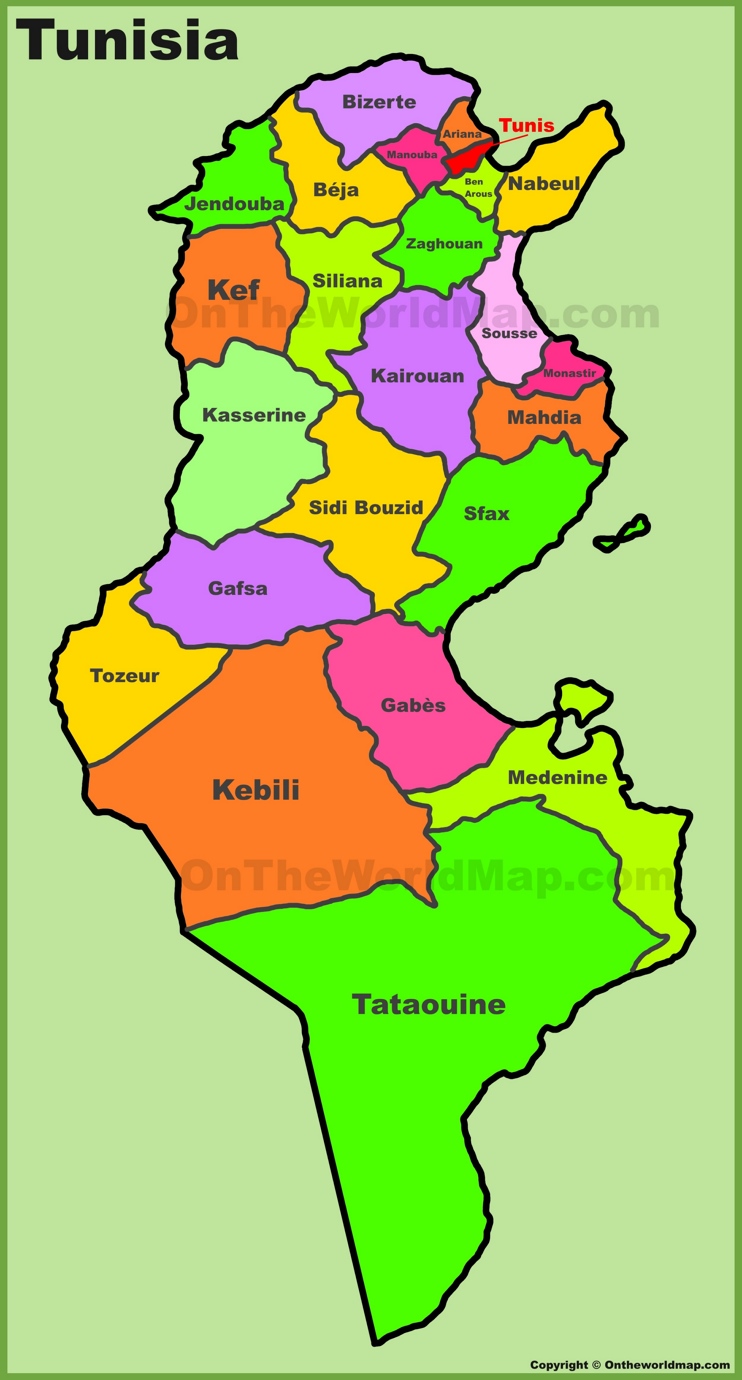 Tunisia
Bizerte
Ariana
Tunis
Manouba
Béja
Ben
Arous
Nabeul
Jendouba
Zaghouan
Siliana
Kef
OnTheWorldMap.com
Sousse
Kairouan
Monastir
Kasserine
Mahdia
Sidi Bouzid
Sfax
Gafsa
Tozeur
Gabès
Medenine
Kebili
OnTheWorldMap.com
Tataouine
Copyright © Ontheworldmap.com